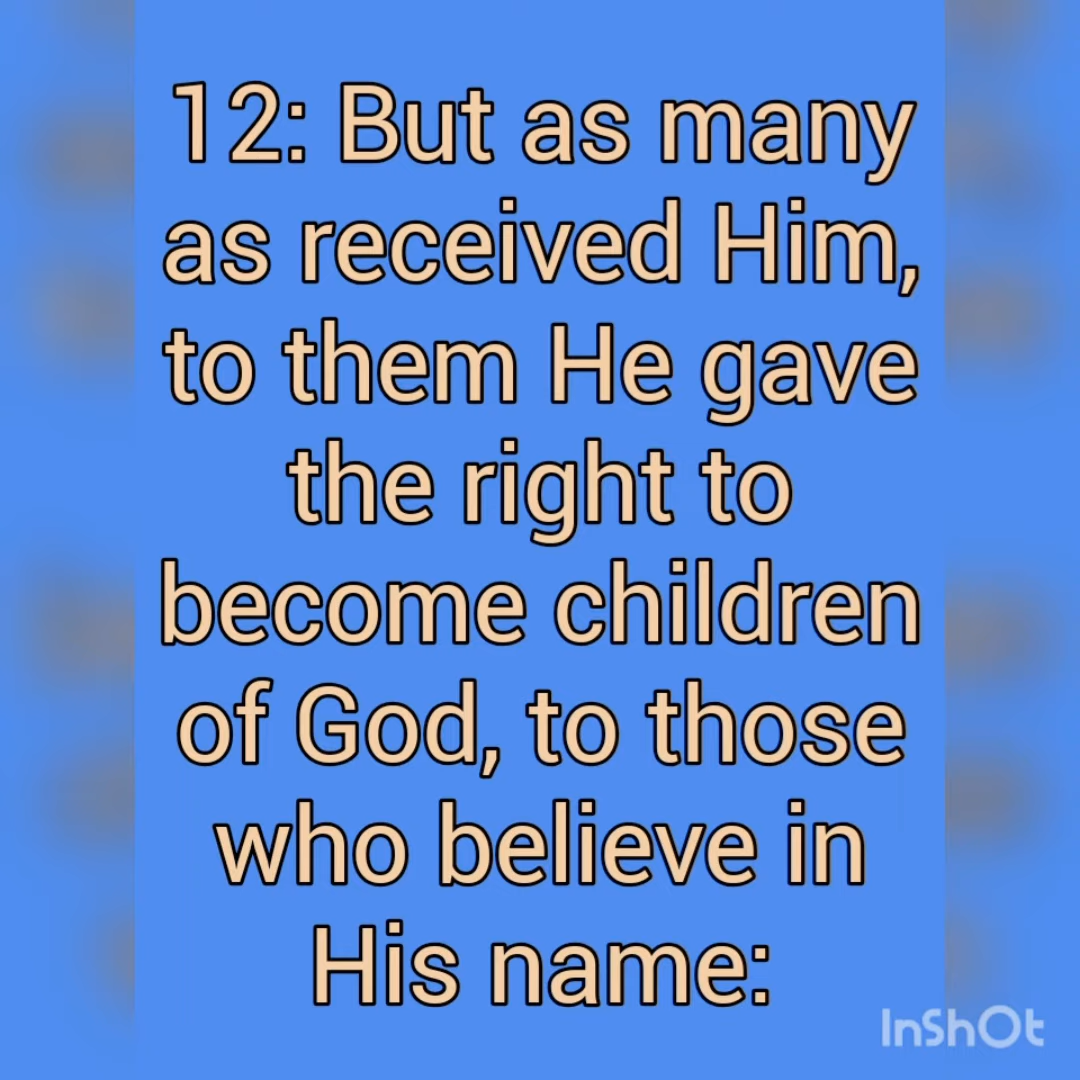 12: But as many
as received Him,
to them He gave
the right to
become children
of God, to those
who believe in
His name:
InShOt